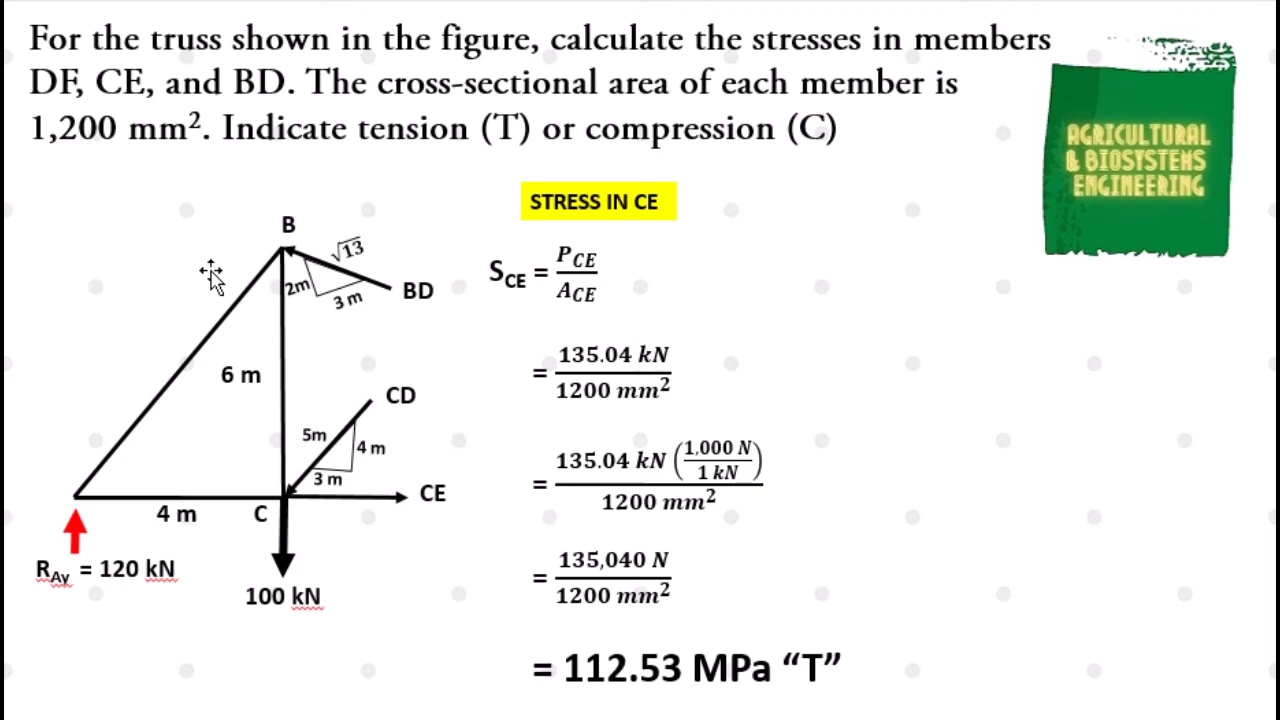 For the truss shown in the figure, calculate the stresses in members
DF, CE, and BD. The cross-sectional area of each member is
1,200 mm². Indicate tension (T) or compression (C)
AGRICULTURAL
& BIOSYSTEMS
ENGINEERING
STRESS IN CE
B
√13
2m
3 m
BD
6 m
CD
5m
4 m
3 m
CE
4 m
C
R_Ay = 120 kN
100 kN
S_CE = P_CE / A_CE
= 135.04 kN / 1200 mm²
= 135.04 kN (1,000 N / 1 kN) / 1200 mm²
= 135,040 N / 1200 mm²
= 112.53 MPa “T”